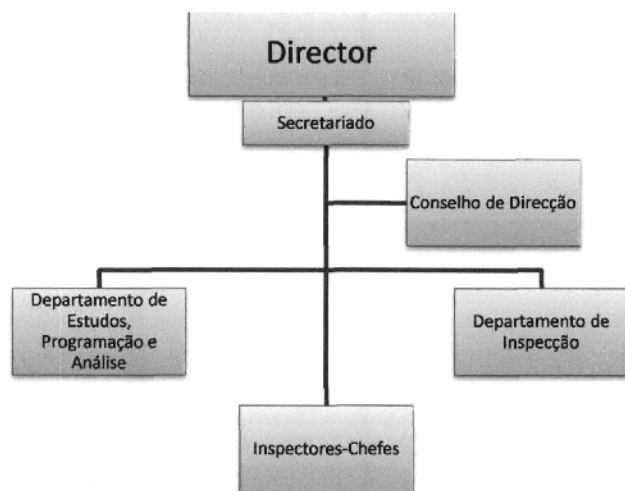 Director
Secretariado
Conselho de Direcção
Departamento de
Estudos,
Programação e
Análise
Departamento de
Inspecção
Inspectores-Chefes